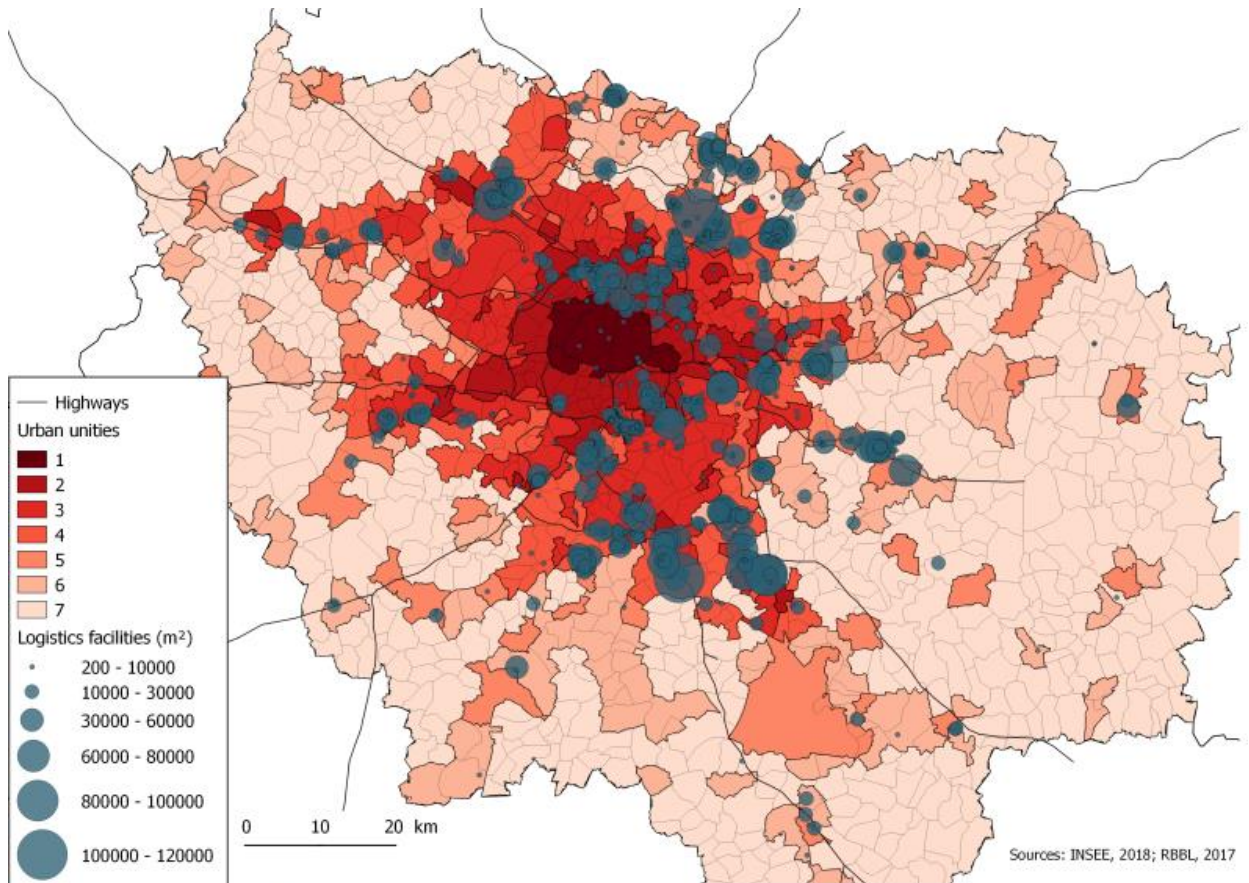 Highways
Urban unities
1
2
3
4
5
6
7
Logistics facilities (m²)
200 - 10000
10000 - 30000
30000 - 60000
60000 - 80000
80000 - 100000
100000 - 120000
0 10 20 km
Sources: INSEE, 2018; RBBL, 2017